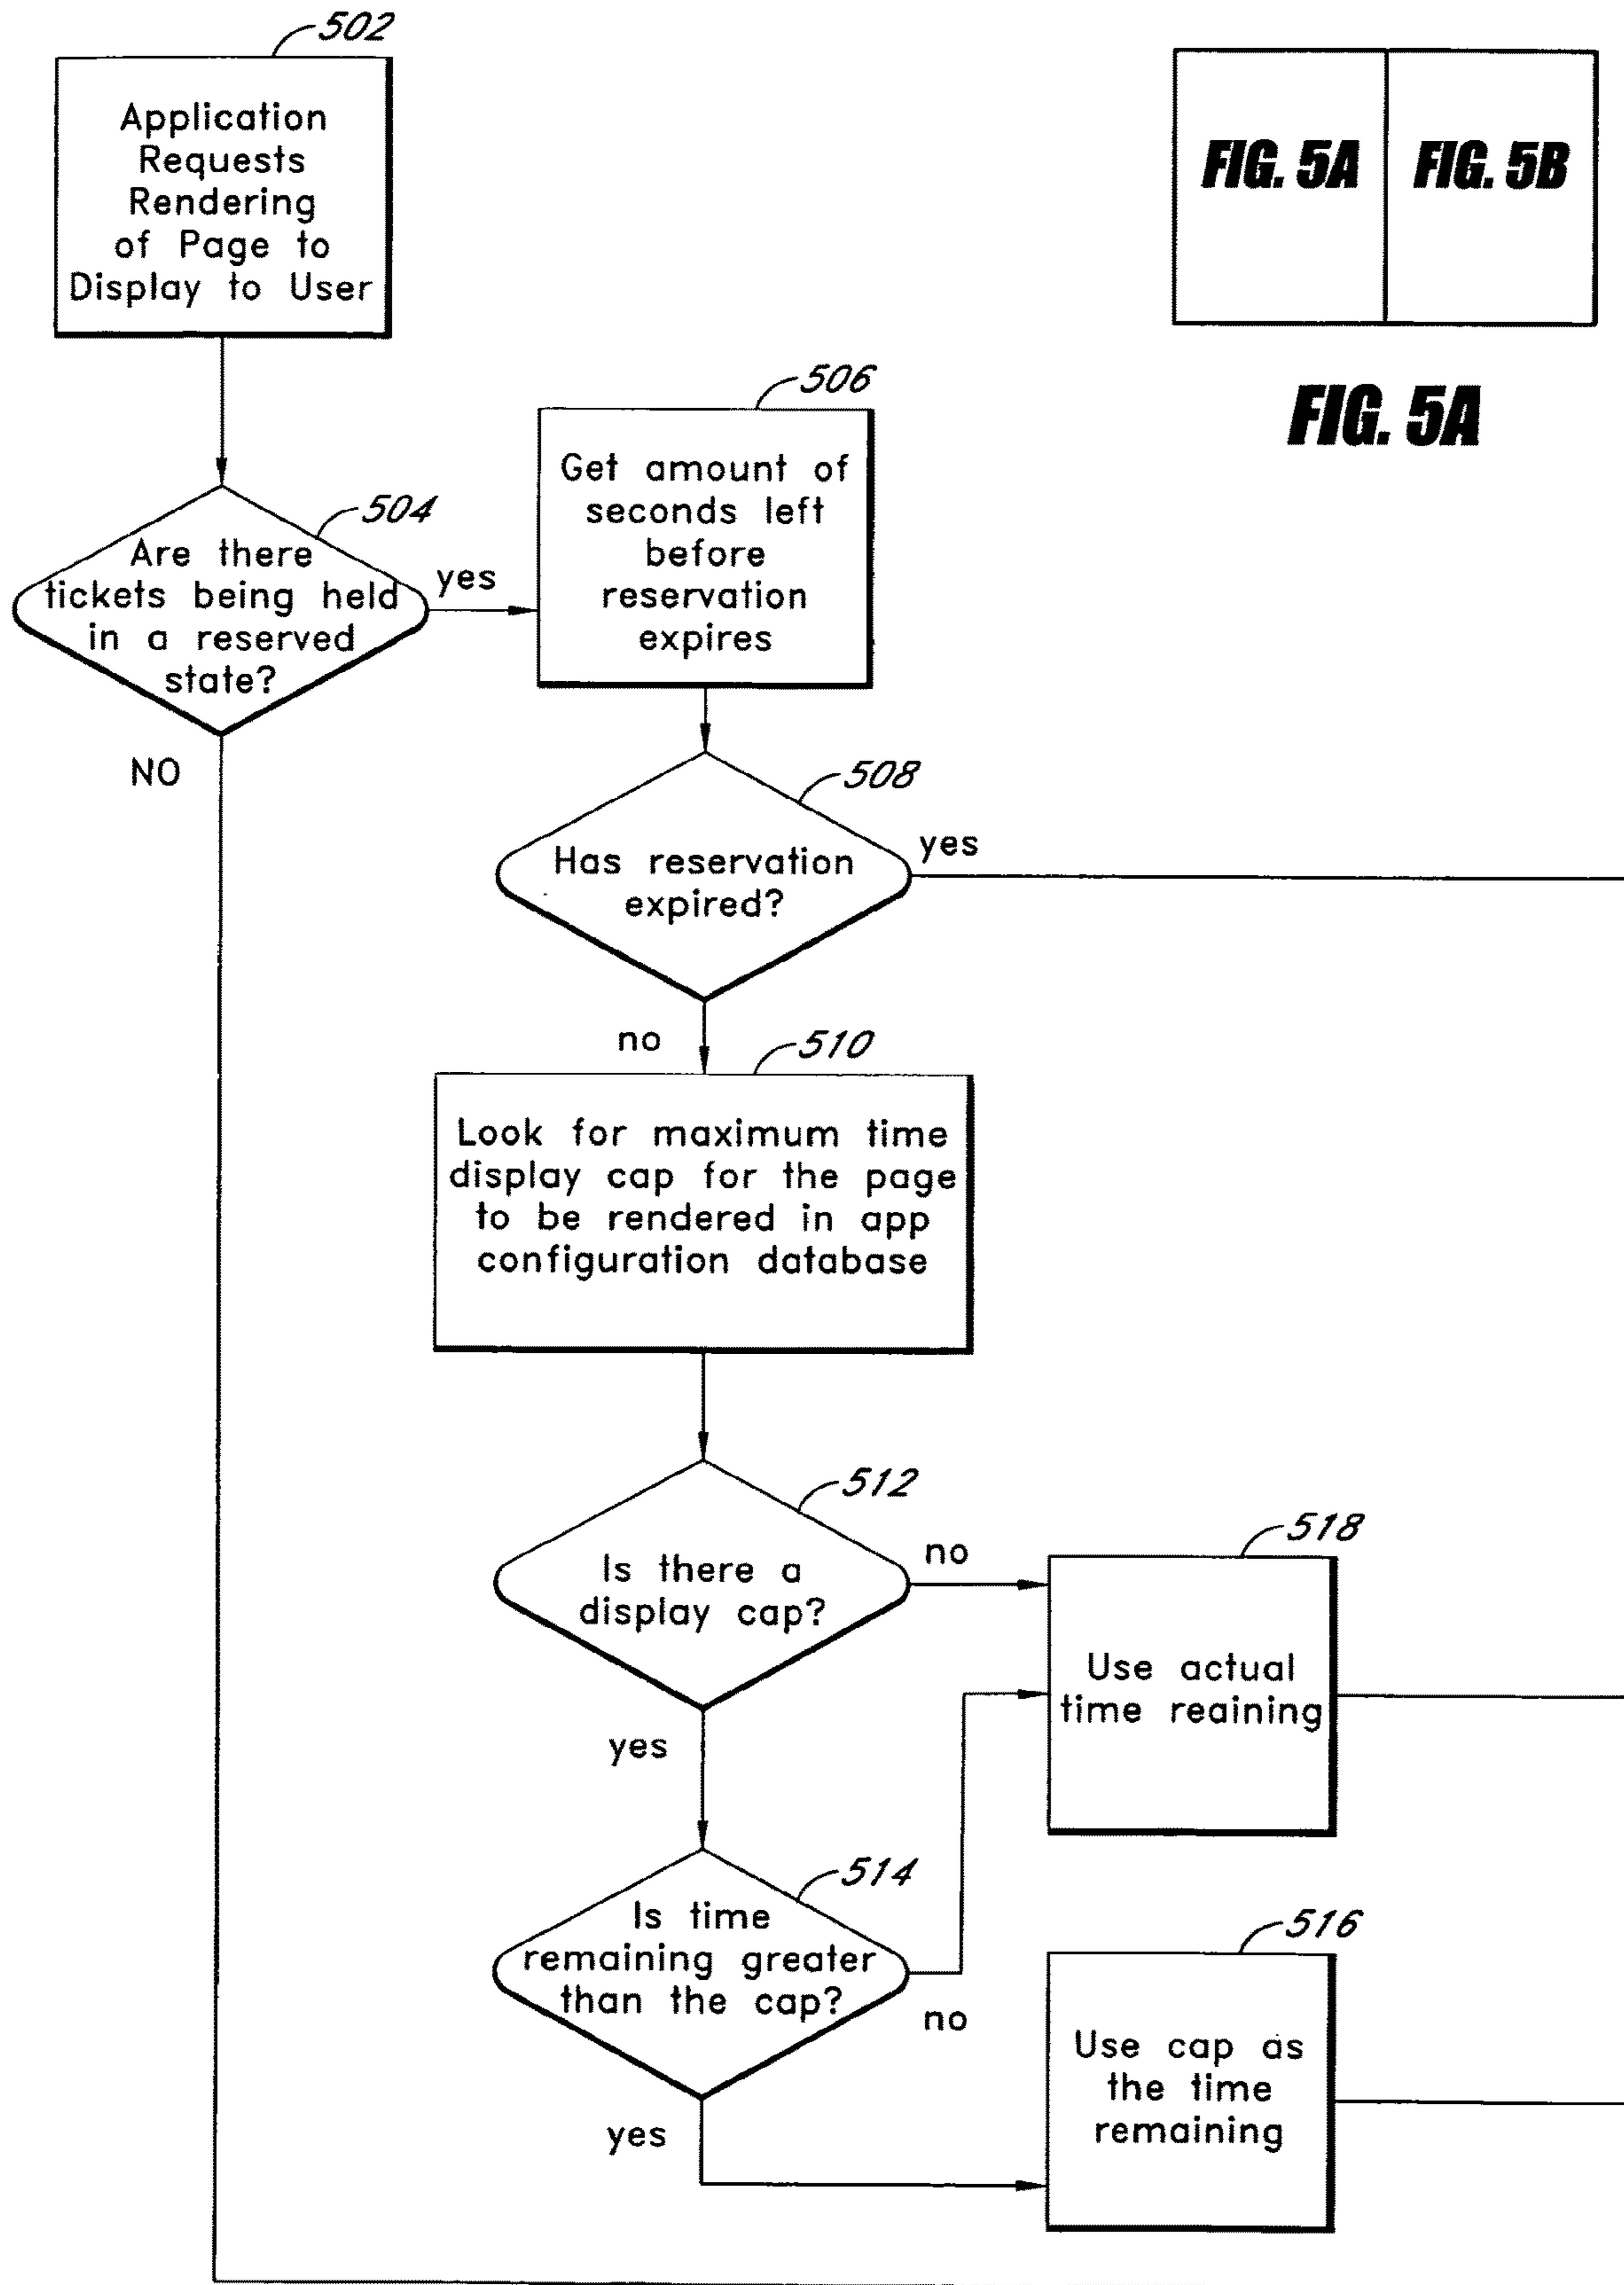 502
Application
Requests
Rendering
of Page to
Display to User
FIG. 5A
FIG. 5B
FIG. 5A
504
Are there
tickets being held
in a reserved
state?
yes
NO
506
Get amount of
seconds left
before
reservation
expires
508
Has reservation
expired?
yes
no
510
Look for maximum time
display cap for the page
to be rendered in app
configuration database
512
Is there a
display cap?
no
yes
518
Use actual
time reaining
514
Is time
remaining greater
than the cap?
no
yes
516
Use cap as
the time
remaining